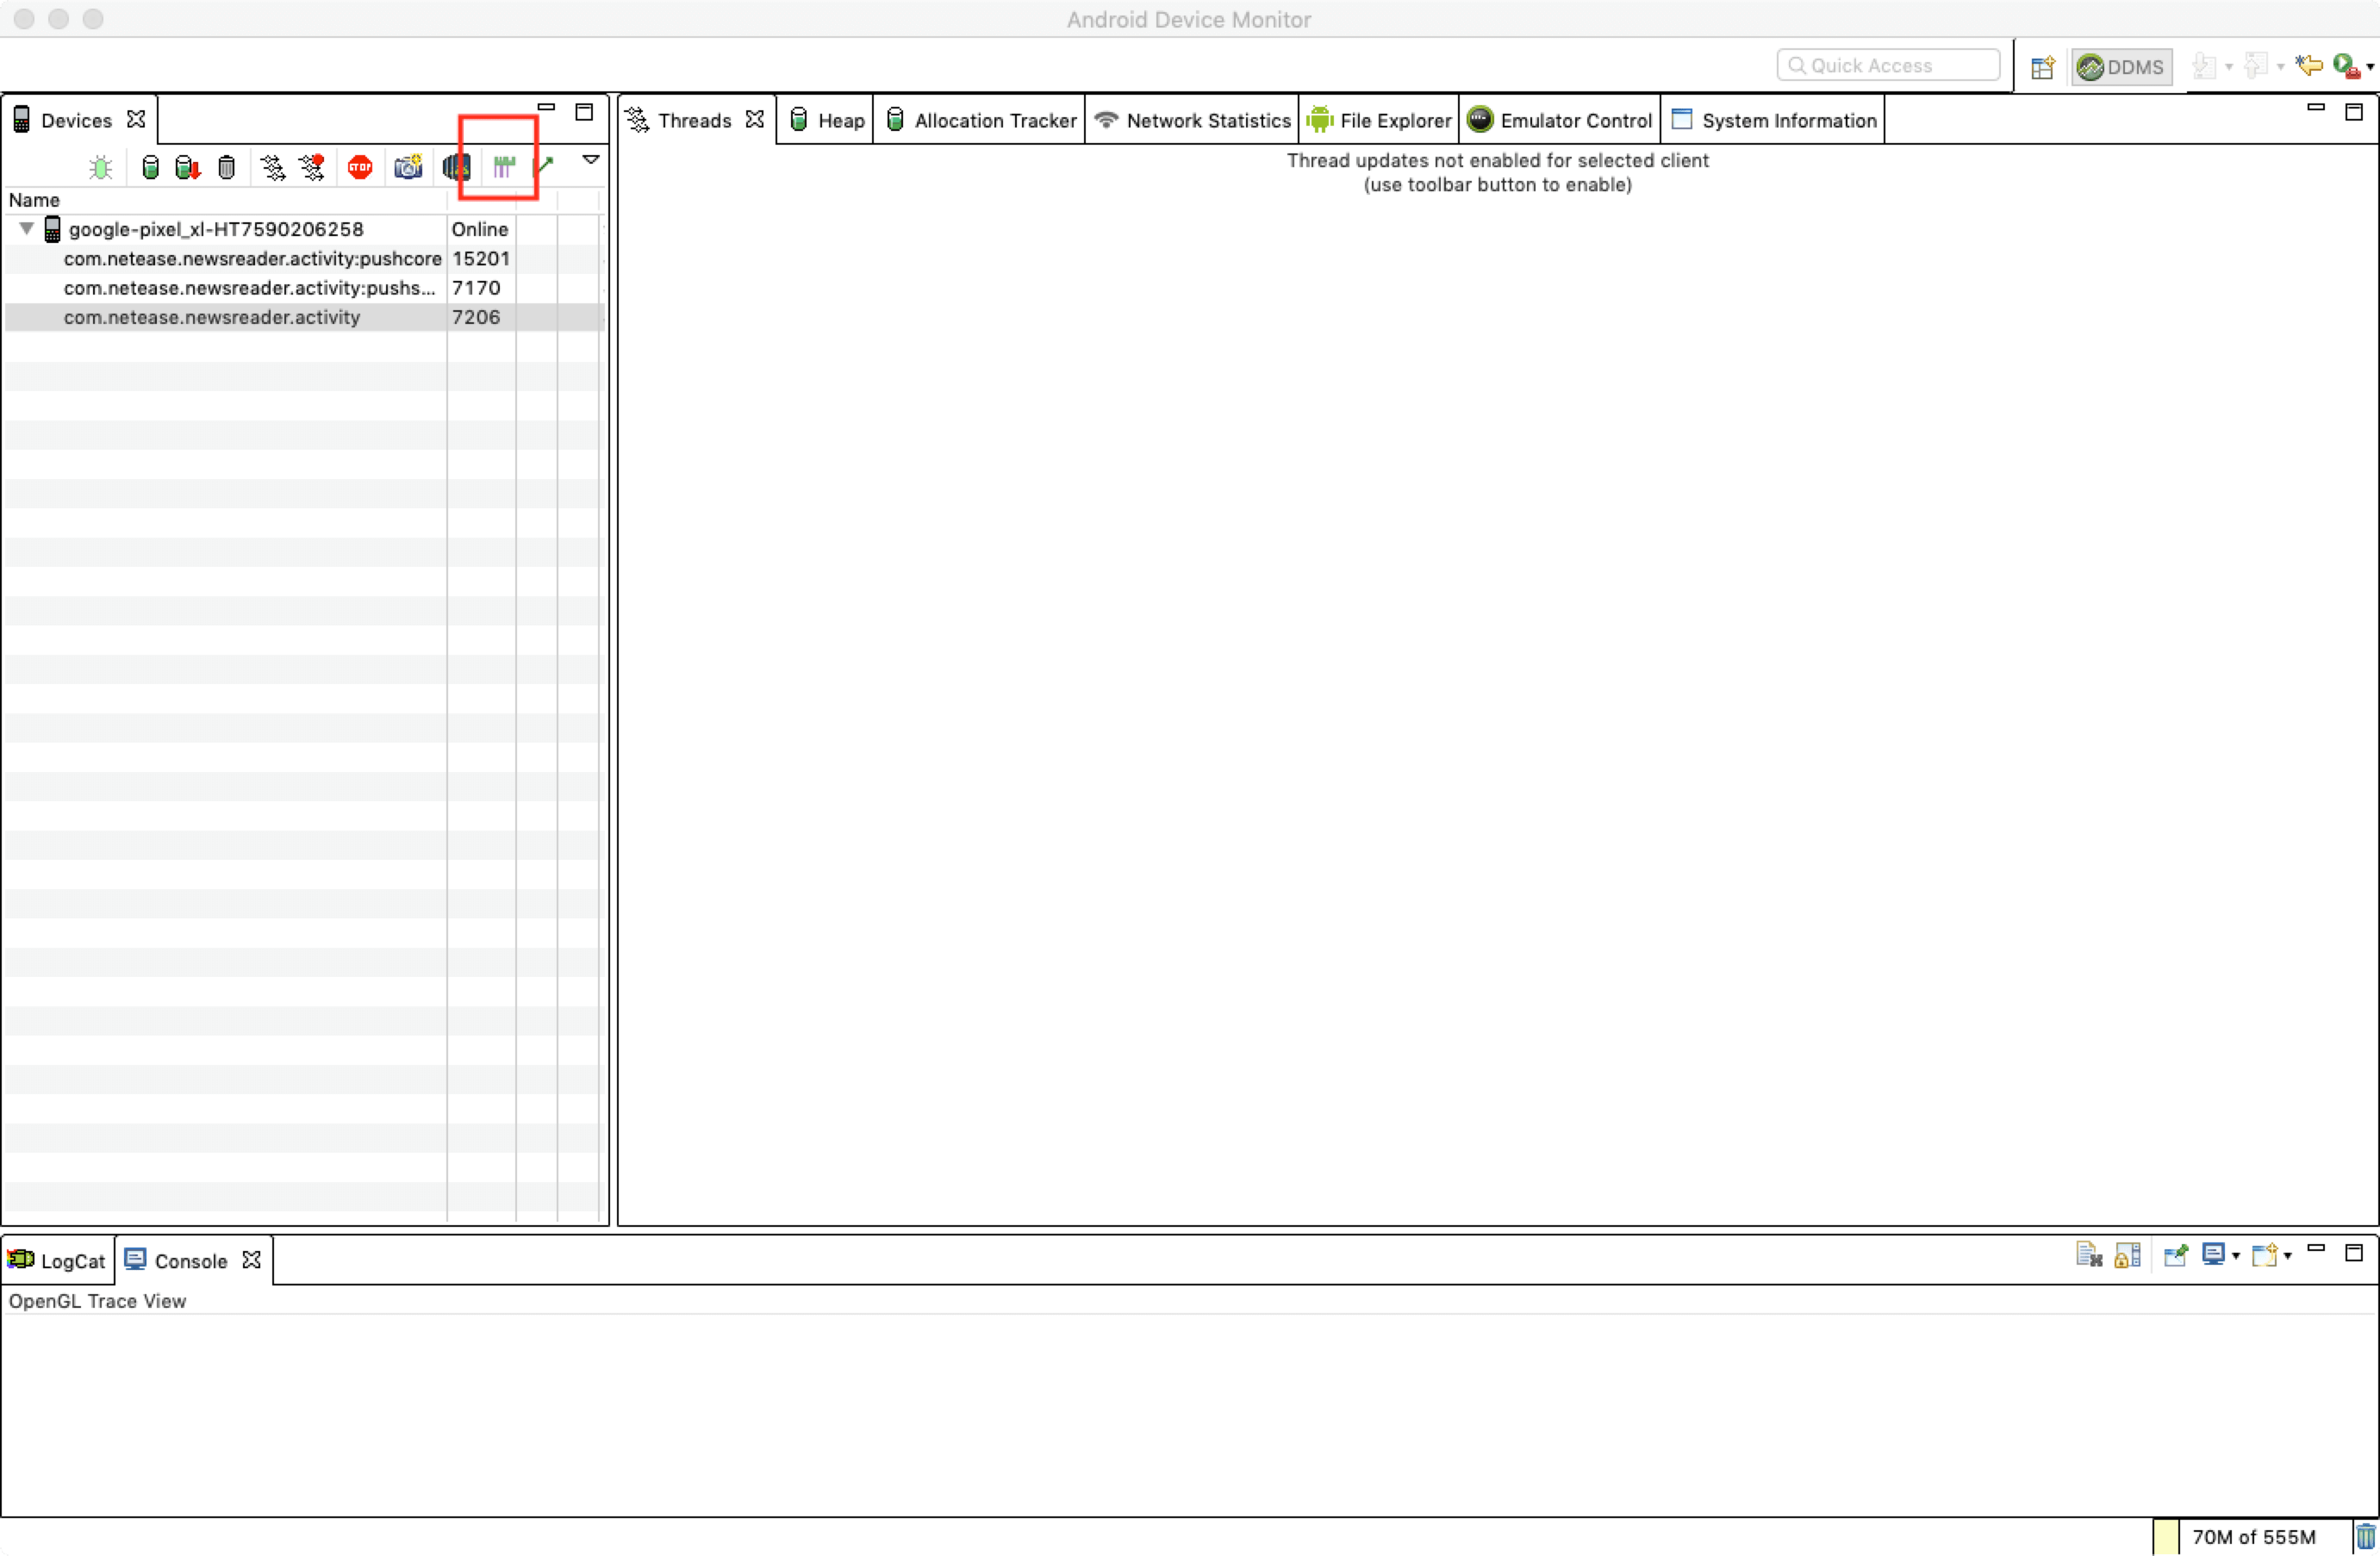 Android Device Monitor
Quick Access
DDMS
Devices
Threads
Heap
Allocation Tracker
Network Statistics
File Explorer
Emulator Control
System Information
STOP
Thread updates not enabled for selected client
(use toolbar button to enable)
Name
google-pixel_xl-HT7590206258 Online
com.netease.newsreader.activity:pushcore 15201
com.netease.newsreader.activity:pushs... 7170
com.netease.newsreader.activity 7206
LogCat
Console
OpenGL Trace View
70M of 555M